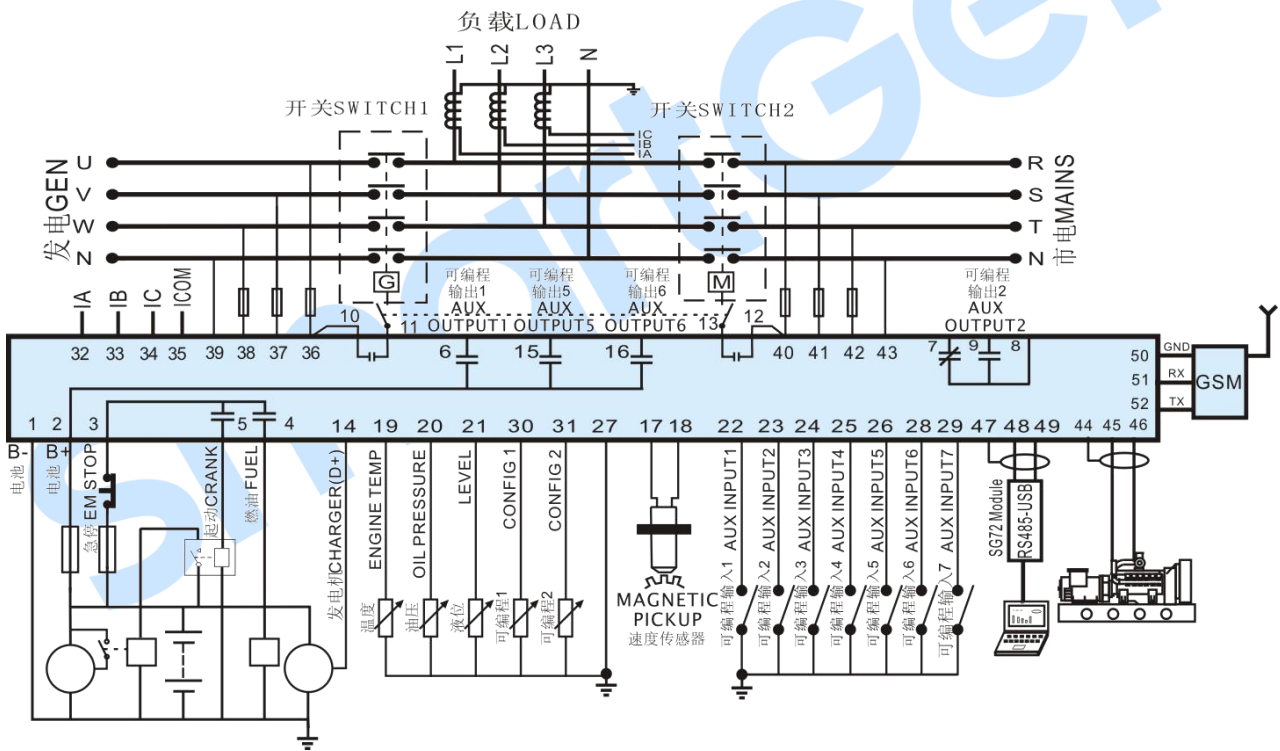 负载LOAD
L1
L2
L3
N
开关SWITCH1
开关SWITCH2
IC
IB
IA
发电GEN
U
V
W
N
R
S
T
N
市电MAINS
G
M
可编程
输出1
AUX
OUTPUT1
可编程
输出5
AUX
OUTPUT5
可编程
输出6
AUX
OUTPUT6
可编程
输出2
AUX
OUTPUT2
IA
IB
IC
ICOM
32
33
34
35
39
38
37
36
10
11
6
15
16
13
12
40
41
42
43
7
9
8
50
51
52
GND
RX
TX
GSM
1
2
3
5
4
14
19
20
21
30
31
27
17
18
22
23
24
25
26
28
29
47
48
49
44
45
46
B-
电池
B+
电池
急停EM STOP
起动CRANK
燃油FUEL
发电机CHARGER(D+)
ENGINE TEMP
温度
OIL PRESSURE
油压
LEVEL
液位
CONFIG 1
可编程1
CONFIG 2
可编程2
MAGNETIC
PICKUP
速度传感器
可编程输入1 AUX INPUT1
可编程输入2 AUX INPUT2
可编程输入3 AUX INPUT3
可编程输入4 AUX INPUT4
可编程输入5 AUX INPUT5
可编程输入6 AUX INPUT6
可编程输入7 AUX INPUT7
SG72 Module
RS485-USB
SmartGen